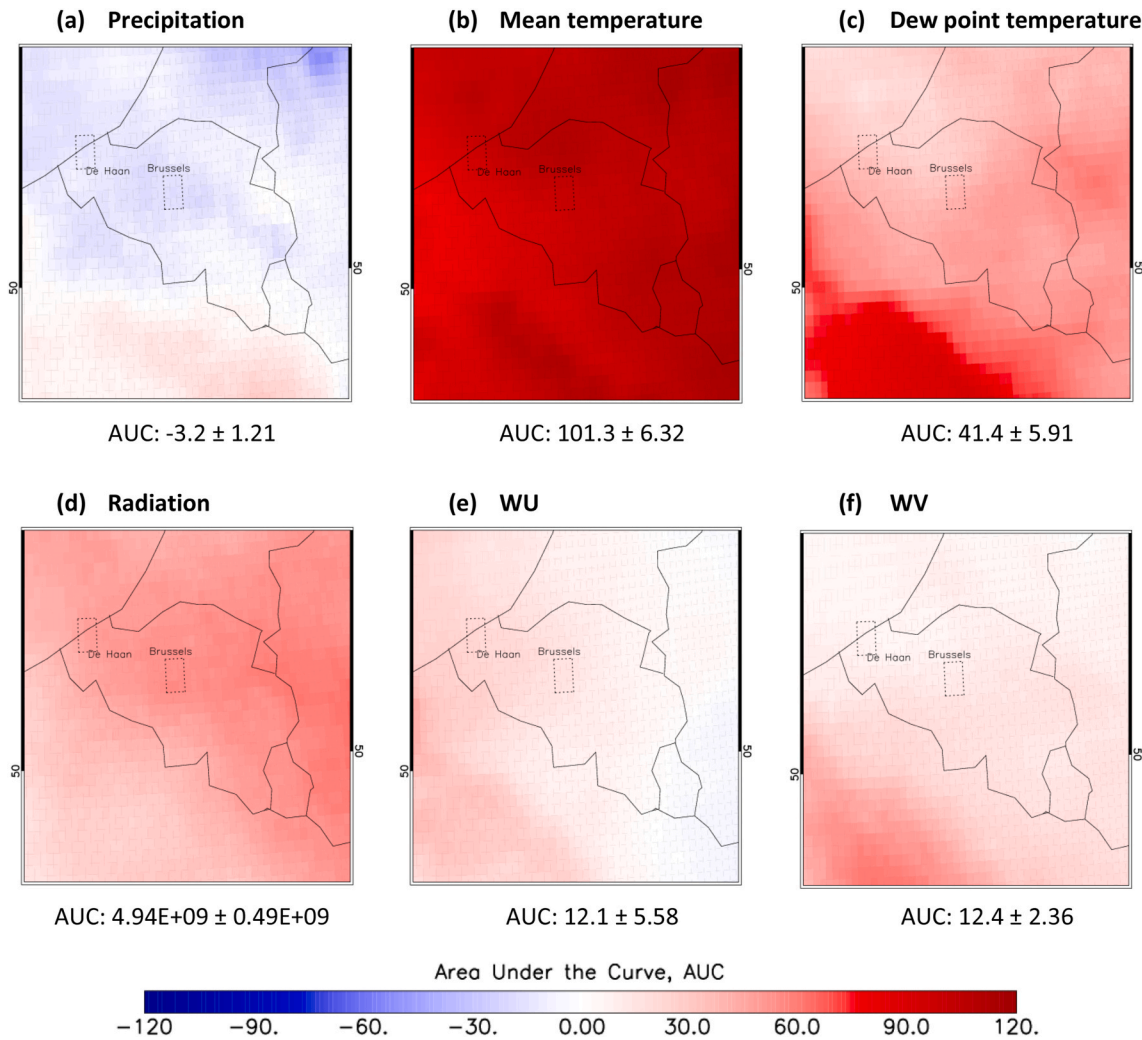 (a) Precipitation
(b) Mean temperature
(c) Dew point temperature
De Haan
Brussels
50
50
De Haan
Brussels
50
50
De Haan
Brussels
50
50
AUC: -3.2 ± 1.21
AUC: 101.3 ± 6.32
AUC: 41.4 ± 5.91
(d) Radiation
(e) WU
(f) WV
De Haan
Brussels
50
50
De Haan
Brussels
50
50
De Haan
Brussels
50
50
AUC: 4.94E+09 ± 0.49E+09
AUC: 12.1 ± 5.58
AUC: 12.4 ± 2.36
Area Under the Curve, AUC
−120 −90. −60. −30. 0.00 30.0 60.0 90.0 120.